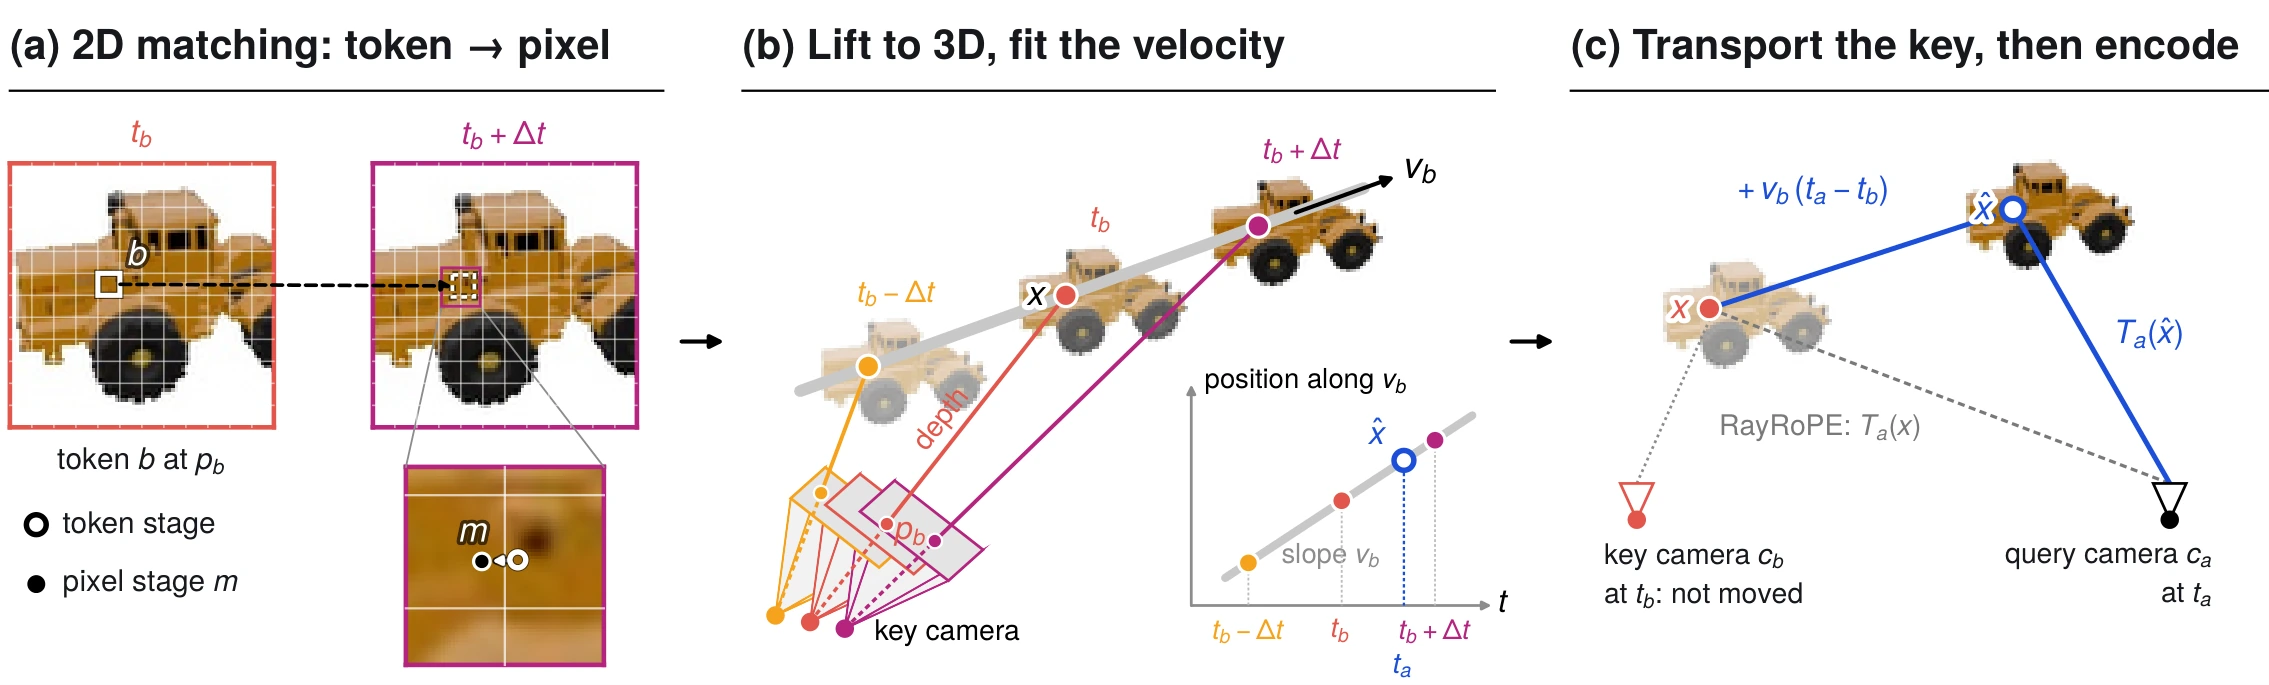 (a) 2D matching: token → pixel
t_b
t_b + Δt
b
token b at p_b
token stage
pixel stage m
m
(b) Lift to 3D, fit the velocity
t_b − Δt
t_b
t_b + Δt
v_b
x
depth
p_b
key camera
position along v_b
x̂
slope v_b
t
t_b − Δt
t_b
t_b + Δt
t_a
(c) Transport the key, then encode
+ v_b (t_a − t_b)
x̂
x
T_a(x̂)
RayRoPE: T_a(x)
key camera c_b
at t_b: not moved
query camera c_a
at t_a